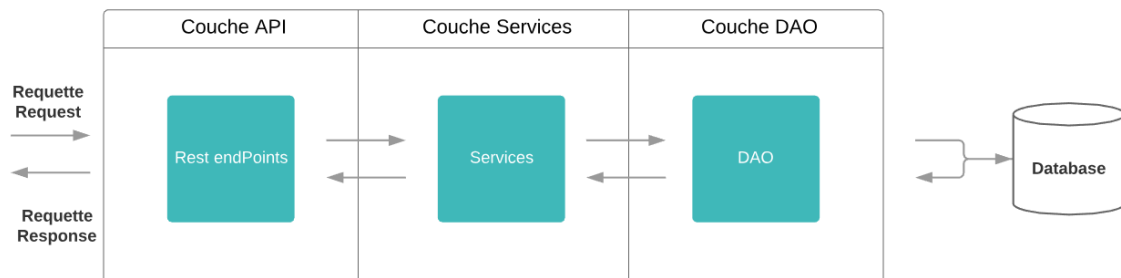 Couche API
Couche Services
Couche DAO
Requette
Request
Rest endPoints
Services
DAO
Database
Requette
Response